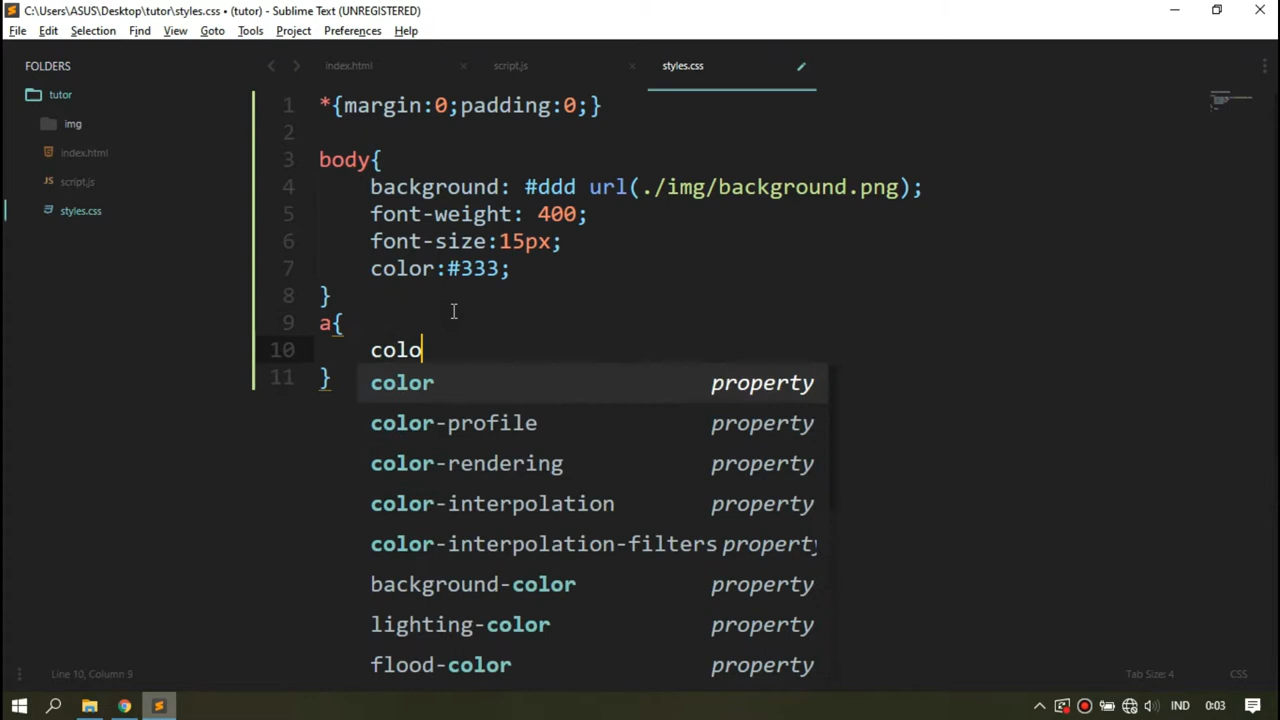 C:\Users\ASUS\Desktop\tutor\styles.css • (tutor) - Sublime Text (UNREGISTERED)
File Edit Selection Find View Goto Tools Project Preferences Help
FOLDERS
tutor
img
index.html
script.js
styles.css
index.html script.js styles.css
1 *{margin:0;padding:0;}
2
3 body{
4 background: #ddd url(./img/background.png);
5 font-weight: 400;
6 font-size:15px;
7 color:#333;
8 }
9 a{
10 colo
11 }
color property
color-profile property
color-rendering property
color-interpolation property
color-interpolation-filters property
background-color property
lighting-color property
flood-color property
Line 10, Column 9 Tab Size: 4 CSS
IND 0:03